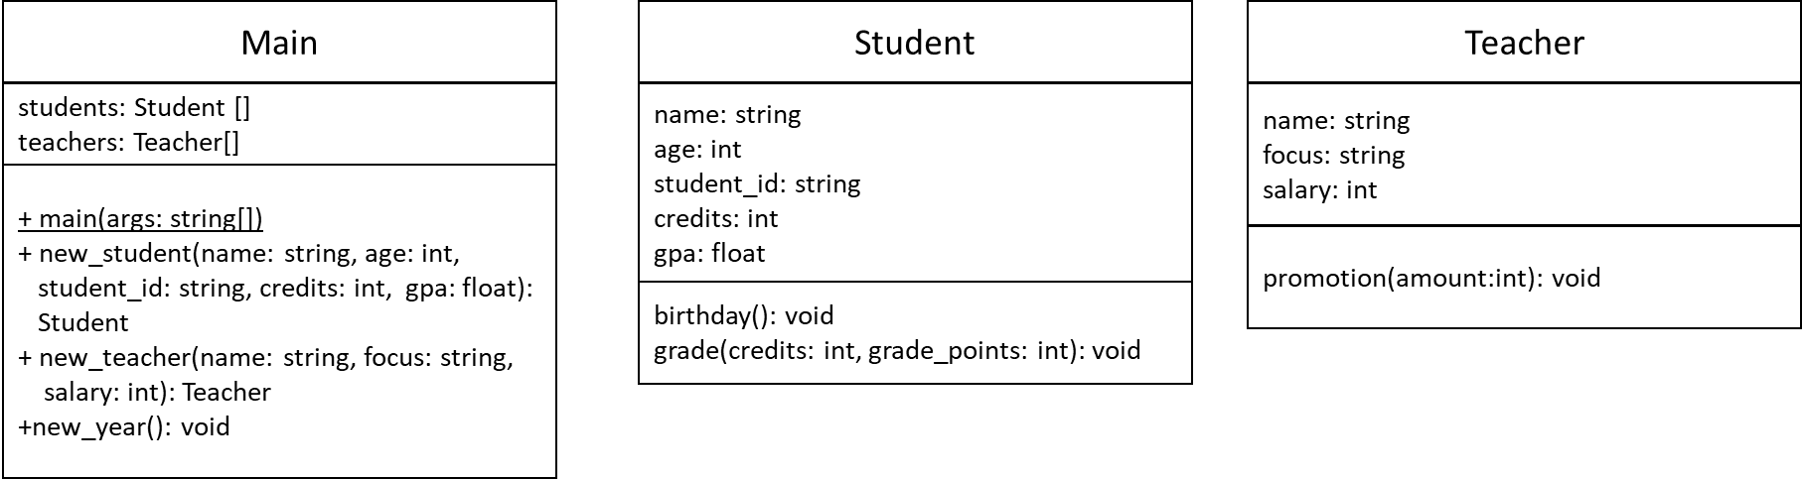 Main
students: Student []
teachers: Teacher[]
+ main(args: string[])
+ new_student(name: string, age: int,
student_id: string, credits: int, gpa: float):
Student
+ new_teacher(name: string, focus: string,
salary: int): Teacher
+new_year(): void
Student
name: string
age: int
student_id: string
credits: int
gpa: float
birthday(): void
grade(credits: int, grade_points: int): void
Teacher
name: string
focus: string
salary: int
promotion(amount:int): void